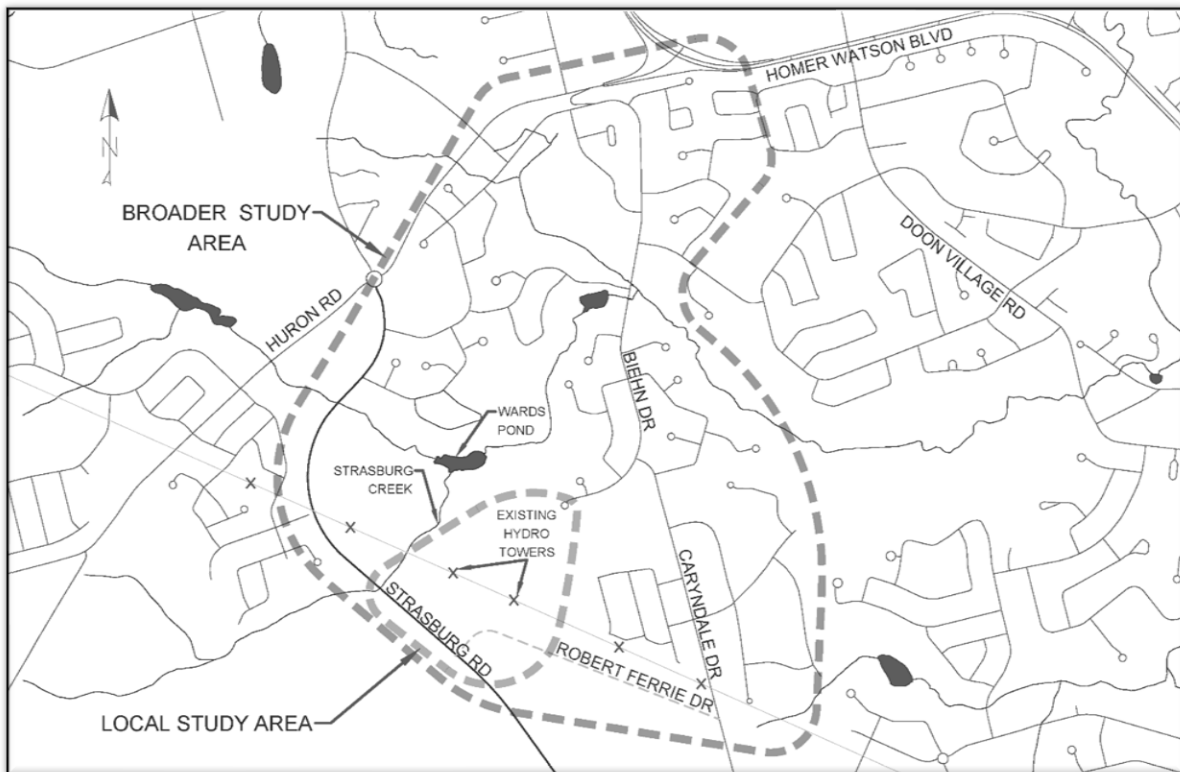 HOMER WATSON BLVD
N
BROADER STUDY
AREA
DOON VILLAGE RD
HURON RD
BIEHN DR
WARDS
POND
STRASBURG
CREEK
EXISTING
HYDRO
TOWERS
CARYNDALE DR
STRASBURG RD
ROBERT FERRIE DR
LOCAL STUDY AREA